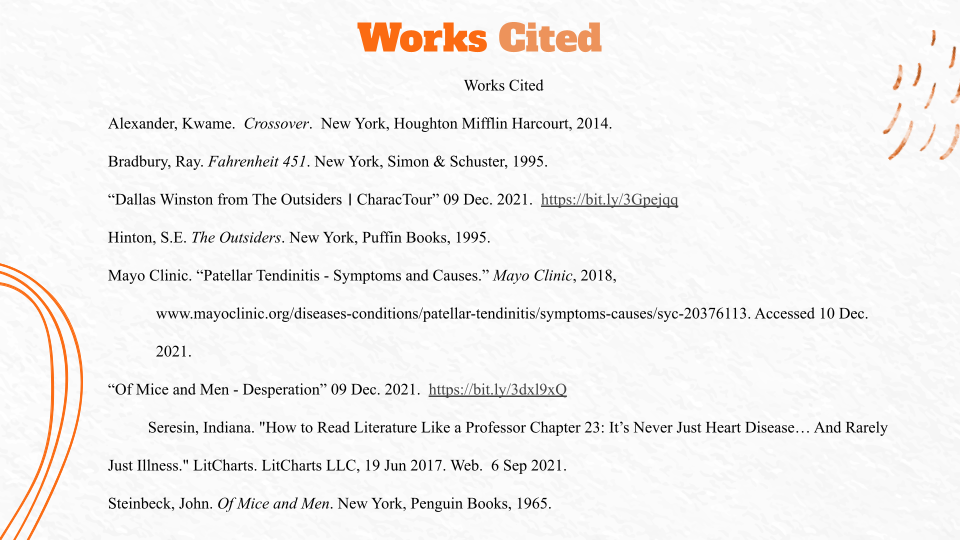 Works Cited
Works Cited
Alexander, Kwame.  Crossover.  New York, Houghton Mifflin Harcourt, 2014.
Bradbury, Ray. Fahrenheit 451. New York, Simon & Schuster, 1995.
“Dallas Winston from The Outsiders | CharacTour” 09 Dec. 2021.  https://bit.ly/3Gpejqq
Hinton, S.E. The Outsiders. New York, Puffin Books, 1995.
Mayo Clinic. “Patellar Tendinitis - Symptoms and Causes.” Mayo Clinic, 2018,
www.mayoclinic.org/diseases-conditions/patellar-tendinitis/symptoms-causes/syc-20376113. Accessed 10 Dec.
2021.
“Of Mice and Men - Desperation” 09 Dec. 2021.  https://bit.ly/3dxl9xQ
Seresin, Indiana. "How to Read Literature Like a Professor Chapter 23: It’s Never Just Heart Disease… And Rarely
Just Illness." LitCharts. LitCharts LLC, 19 Jun 2017. Web.  6 Sep 2021.
Steinbeck, John. Of Mice and Men. New York, Penguin Books, 1965.